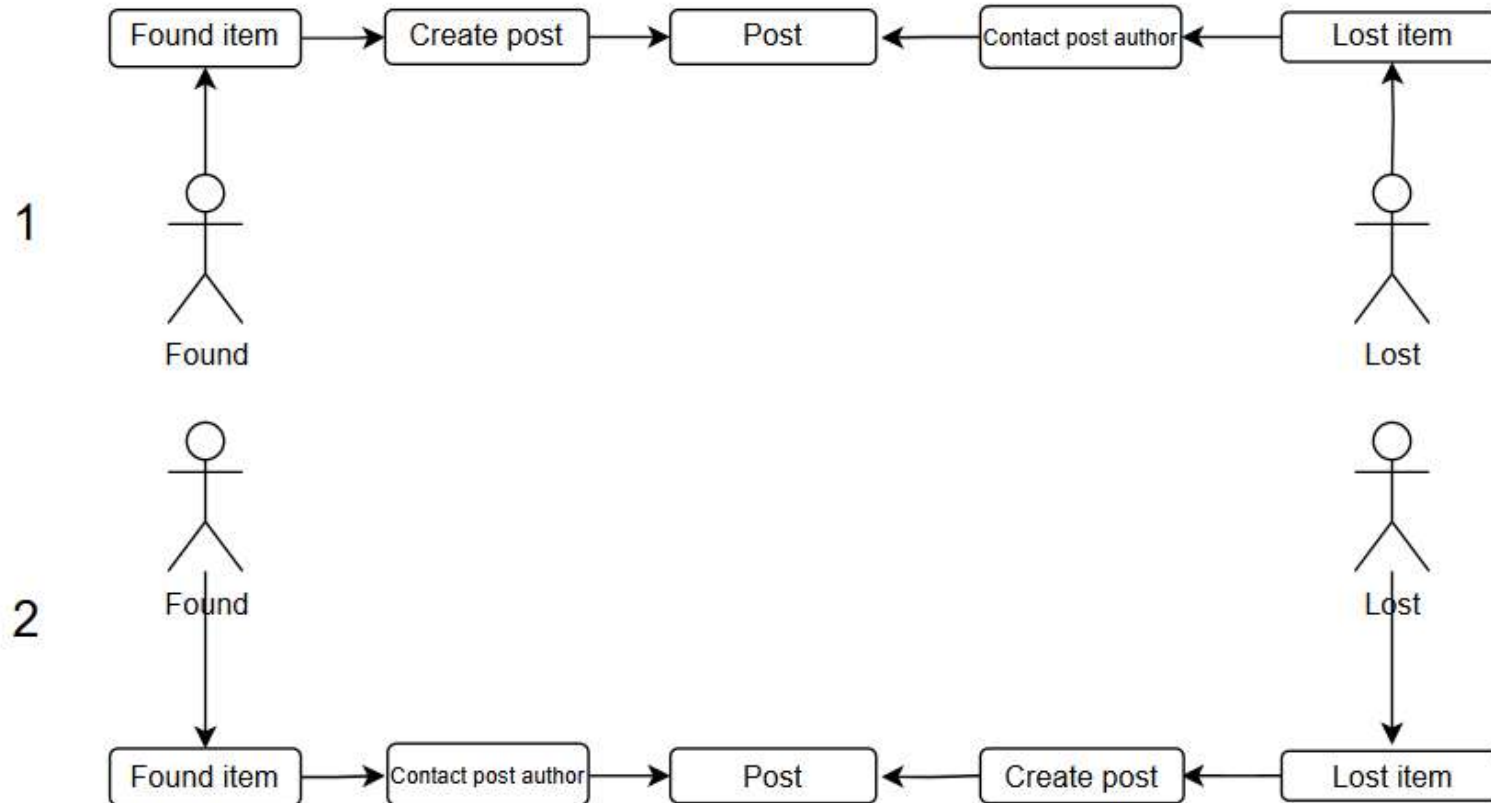 Found item
Create post
Post
Contact post author
Lost item
1
Found
Lost
2
Found
Lost
Found item
Contact post author
Post
Create post
Lost item